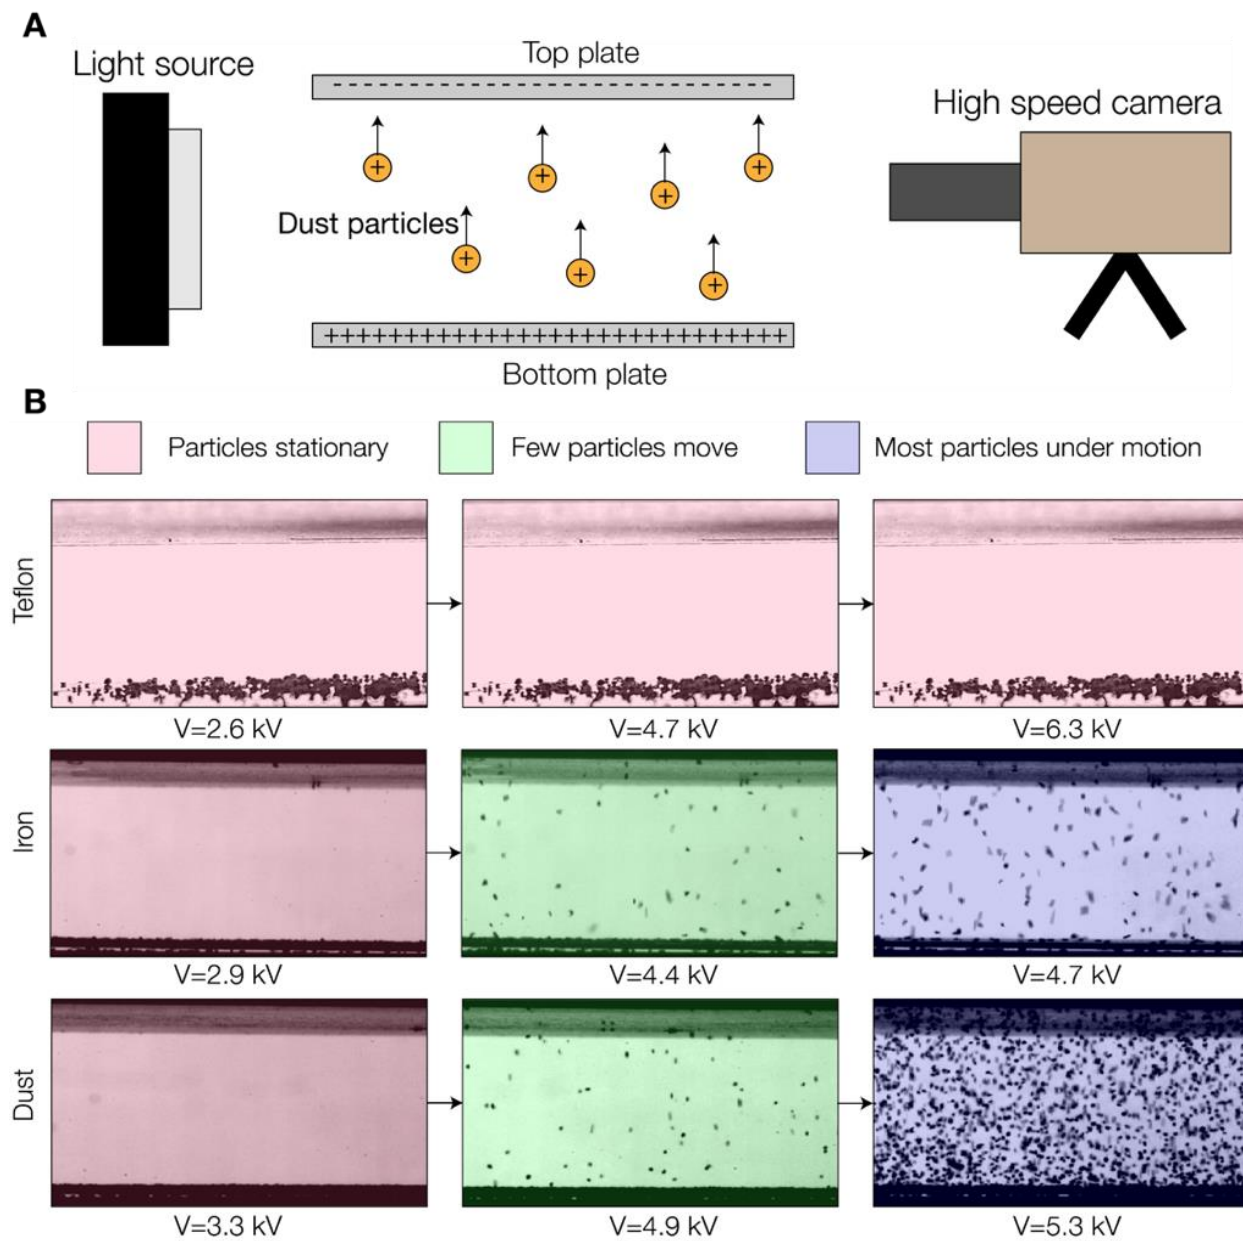 A
Light source
Top plate
High speed camera
Dust particles
Bottom plate
B
Particles stationary
Few particles move
Most particles under motion
Teflon
V=2.6 kV
V=4.7 kV
V=6.3 kV
Iron
V=2.9 kV
V=4.4 kV
V=4.7 kV
Dust
V=3.3 kV
V=4.9 kV
V=5.3 kV